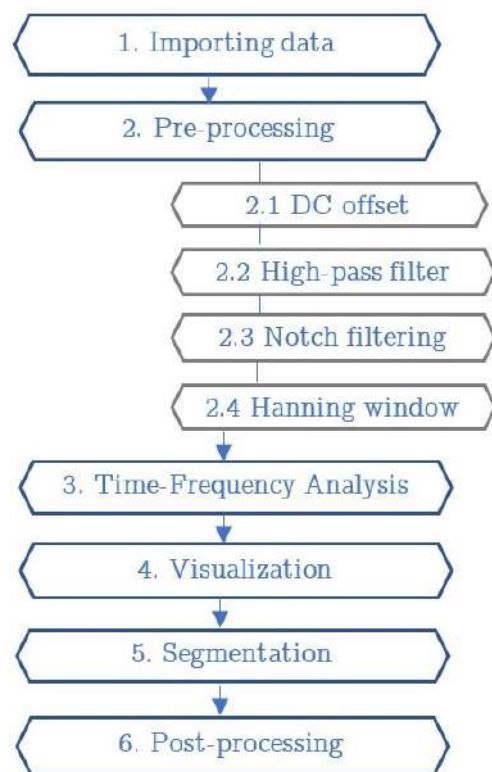 1. Importing data
2. Pre-processing
2.1 DC offset
2.2 High-pass filter
2.3 Notch filtering
2.4 Hanning window
3. Time-Frequency Analysis
4. Visualization
5. Segmentation
6. Post-processing